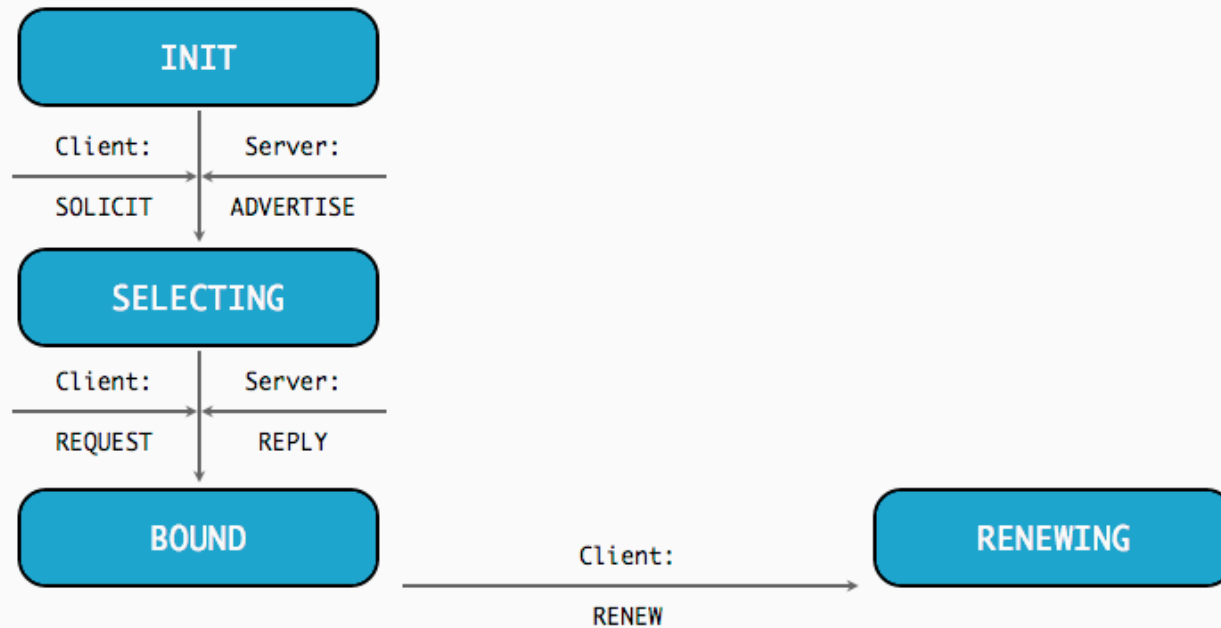 INIT
Client: Server:
SOLICIT ADVERTISE
SELECTING
Client: Server:
REQUEST REPLY
BOUND
Client:
RENEW
RENEWING